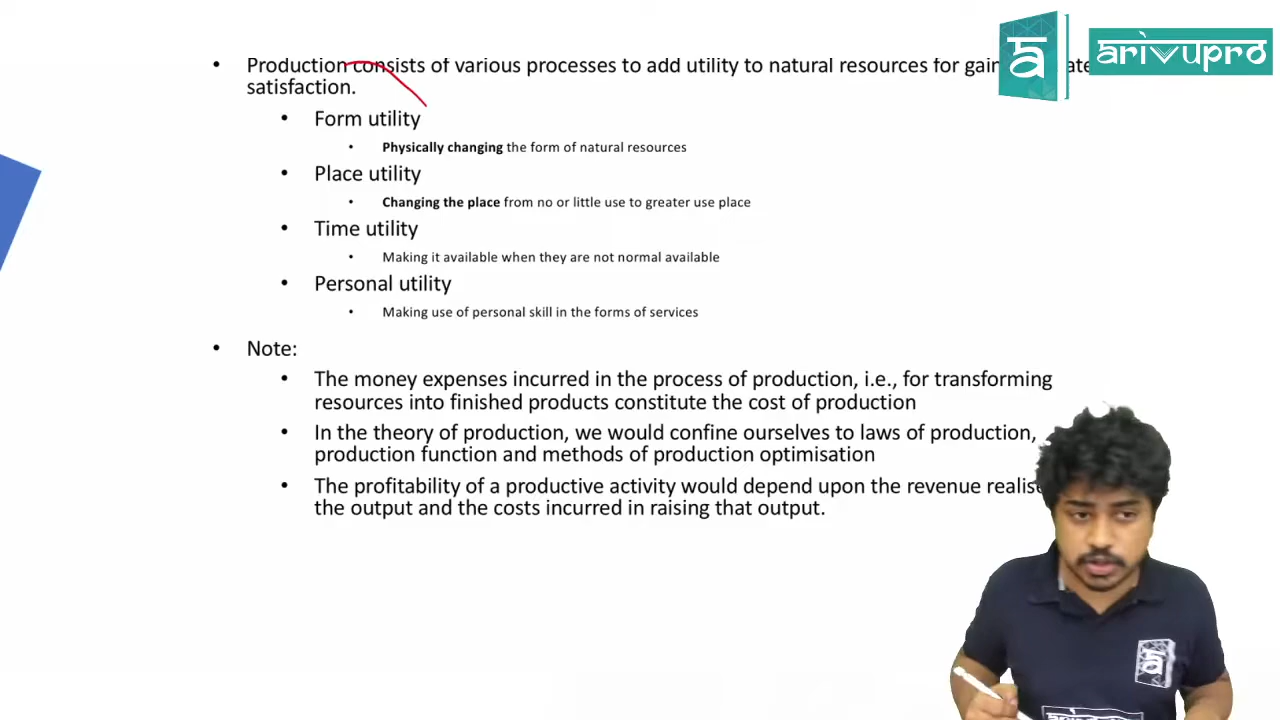 arivupro
• Production consists of various processes to add utility to natural resources for gain
satisfaction.
• Form utility
• Physically changing the form of natural resources
• Place utility
• Changing the place from no or little use to greater use place
• Time utility
• Making it available when they are not normal available
• Personal utility
• Making use of personal skill in the forms of services
• Note:
• The money expenses incurred in the process of production, i.e., for transforming
resources into finished products constitute the cost of production
• In the theory of production, we would confine ourselves to laws of production,
production function and methods of production optimisation
• The profitability of a productive activity would depend upon the revenue
the output and the costs incurred in raising that output.